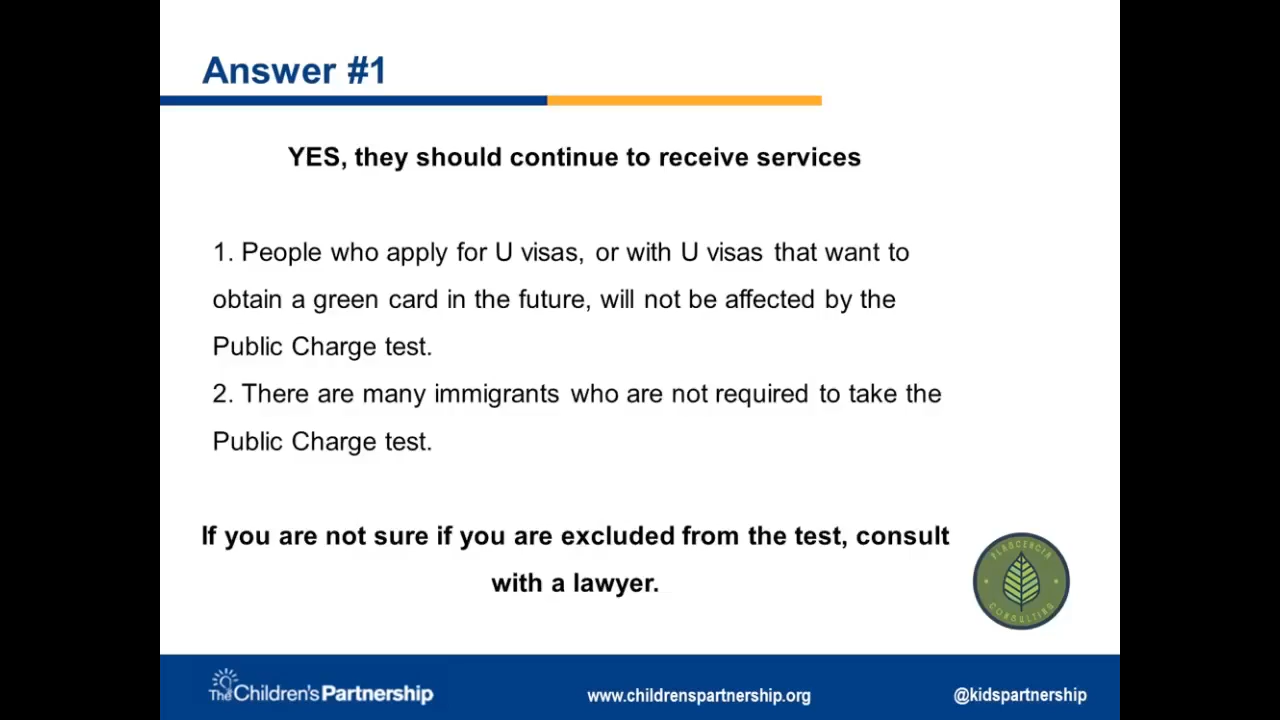 Answer #1
YES, they should continue to receive services
1. People who apply for U visas, or with U visas that want to
obtain a green card in the future, will not be affected by the
Public Charge test.
2. There are many immigrants who are not required to take the
Public Charge test.
If you are not sure if you are excluded from the test, consult
with a lawyer.
PLASCENCIA
CONSULTING
The Children's Partnership
www.childrenspartnership.org
@kidspartnership